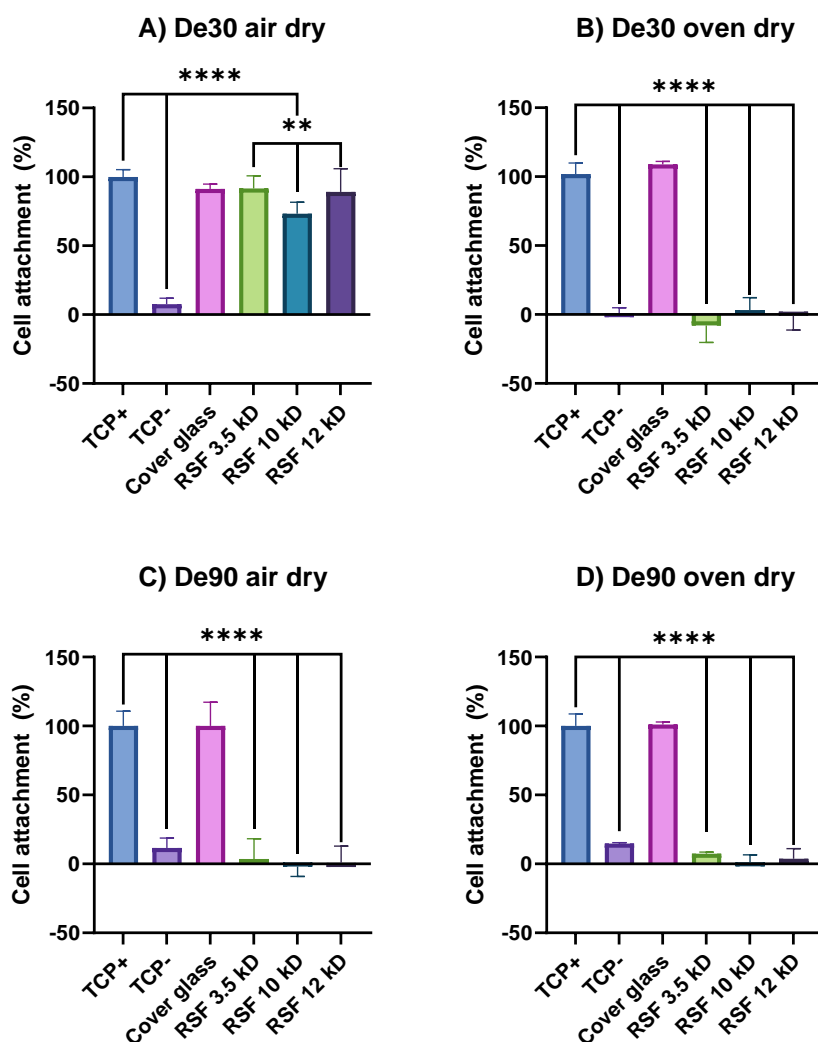 A) De30 air dry
****
**
Cell attachment (%)
150
100
50
0
-50
TCP+
TCP-
Cover glass
RSF 3.5 kD
RSF 10 kD
RSF 12 kD
B) De30 oven dry
****
Cell attachment (%)
150
100
50
0
-50
TCP+
TCP-
Cover glass
RSF 3.5 kD
RSF 10 kD
RSF 12 kD
C) De90 air dry
****
Cell attachment (%)
150
100
50
0
-50
TCP+
TCP-
Cover glass
RSF 3.5 kD
RSF 10 kD
RSF 12 kD
D) De90 oven dry
****
Cell attachment (%)
150
100
50
0
-50
TCP+
TCP-
Cover glass
RSF 3.5 kD
RSF 10 kD
RSF 12 kD